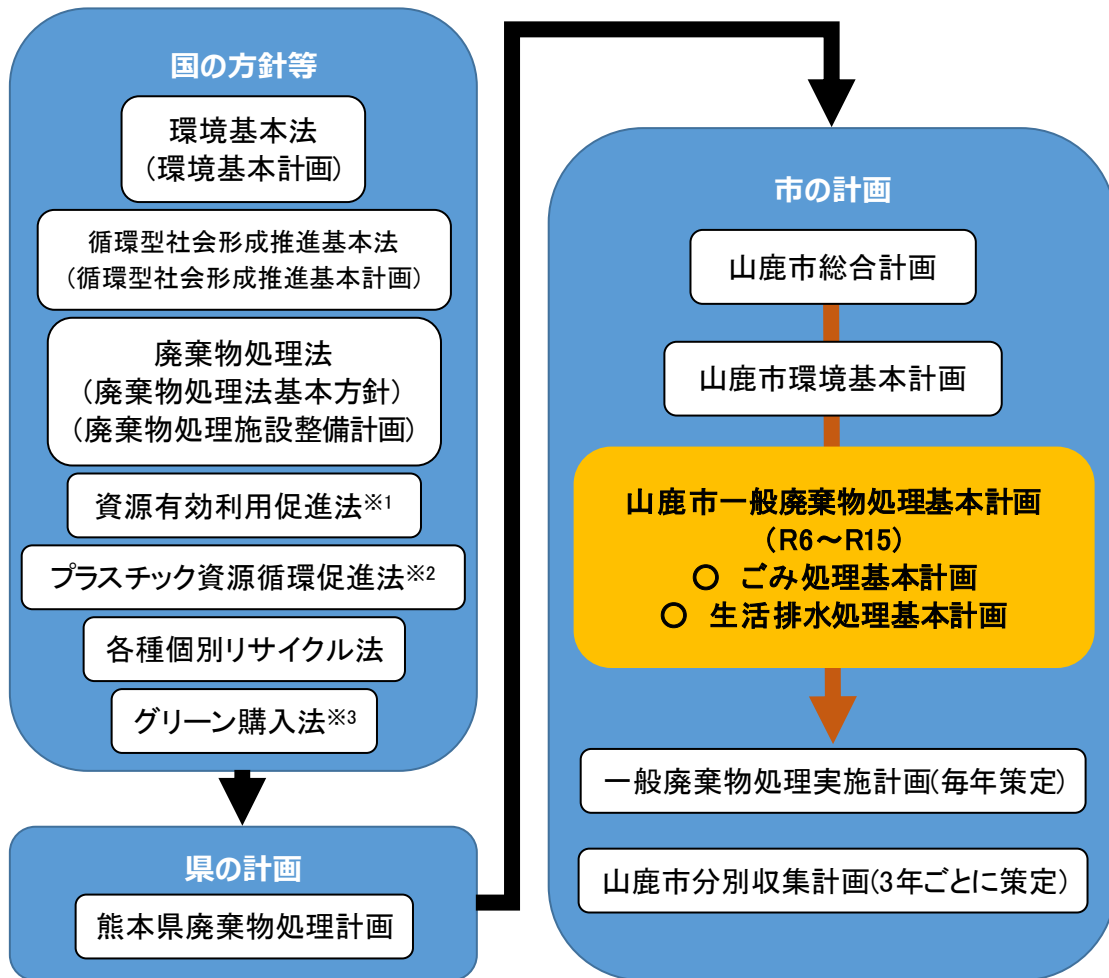 国の方針等
環境基本法
(環境基本計画)
循環型社会形成推進基本法
(循環型社会形成推進基本計画)
廃棄物処理法
(廃棄物処理法基本方針)
(廃棄物処理施設整備計画)
資源有効利用促進法※1
プラスチック資源循環促進法※2
各種個別リサイクル法
グリーン購入法※3
県の計画
熊本県廃棄物処理計画
市の計画
山鹿市総合計画
山鹿市環境基本計画
山鹿市一般廃棄物処理基本計画
(R6～R15)
〇 ごみ処理基本計画
〇 生活排水処理基本計画
一般廃棄物処理実施計画(毎年策定)
山鹿市分別収集計画(3年ごとに策定)